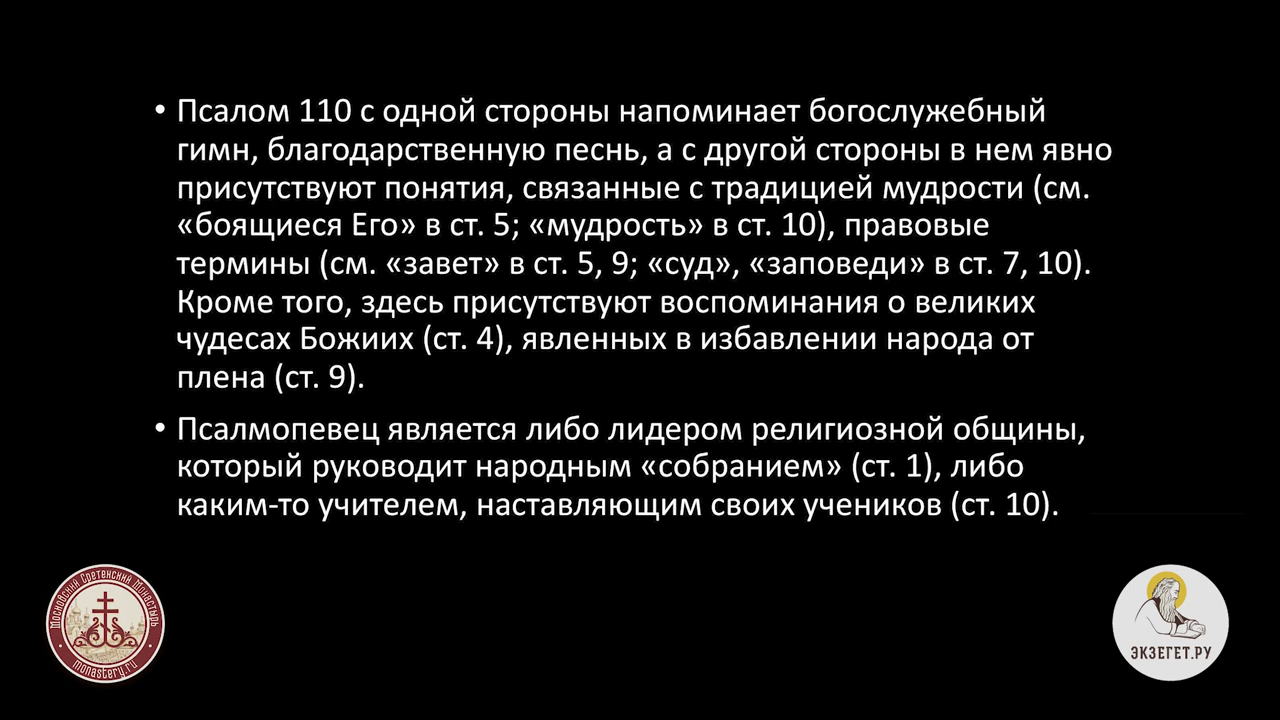 • Псалом 110 с одной стороны напоминает богослужебный
гимн, благодарственную песнь, а с другой стороны в нем явно
присутствуют понятия, связанные с традицией мудрости (см.
«боящиеся Его» в ст. 5; «мудрость» в ст. 10), правовые
термины (см. «завет» в ст. 5, 9; «суд», «заповеди» в ст. 7, 10).
Кроме того, здесь присутствуют воспоминания о великих
чудесах Божиих (ст. 4), явленных в избавлении народа от
плена (ст. 9).
• Псалмопевец является либо лидером религиозной общины,
который руководит народным «собранием» (ст. 1), либо
каким-то учителем, наставляющим своих учеников (ст. 10).
Московский Сретенский Монастырь
monastery.ru
ЭКЗЕГЕТ.РУ